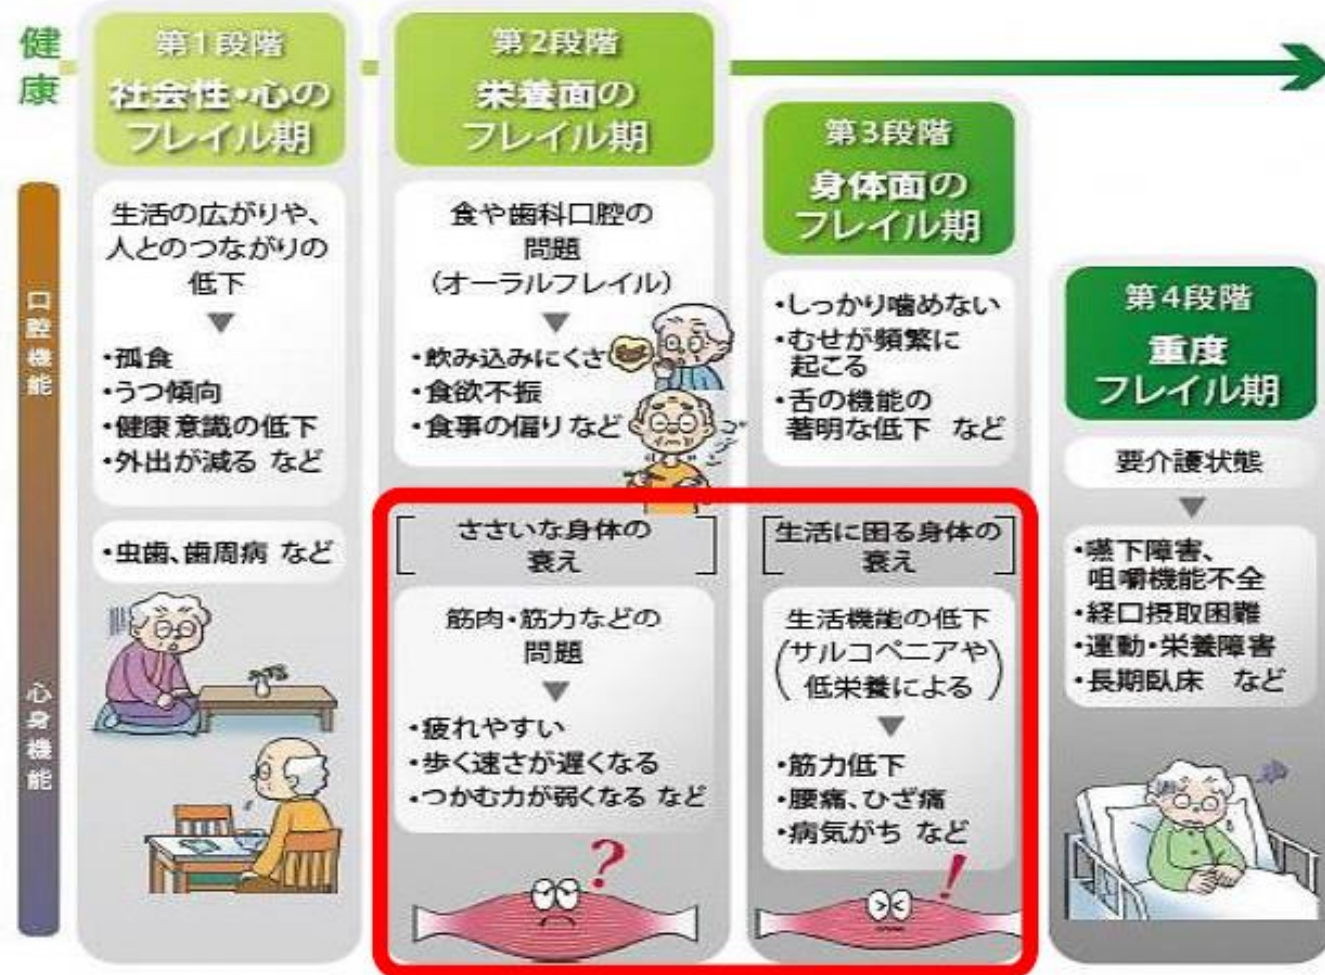 健
康
第1段階
社会性・心の
フレイル期
第2段階
栄養面の
フレイル期
第3段階
身体面の
フレイル期
第4段階
重度
フレイル期
口腔機能
心身機能
生活の広がりや、
人とのつながりの
低下
▼
・孤食
・うつ傾向
・健康意識の低下
・外出が減る など
・虫歯、歯周病 など
食や歯科口腔の
問題
(オーラルフレイル)
▼
・飲み込みにくさ
・食欲不振
・食事の偏り など
ささいな身体の
衰え
筋肉・筋力などの
問題
▼
・疲れやすい
・歩く速さが遅くなる
・つかむ力が弱くなる など
?
・しっかり噛めない
・むせが頻繁に
起こる
・舌の機能の
著明な低下 など
生活に困る身体の
衰え
生活機能の低下
(サルコペニアや
低栄養による)
▼
・筋力低下
・腰痛、ひざ痛
・病気がち など
!
要介護状態
▼
・嚥下障害、
咀嚼機能不全
・経口摂取困難
・運動・栄養障害
・長期臥床 など